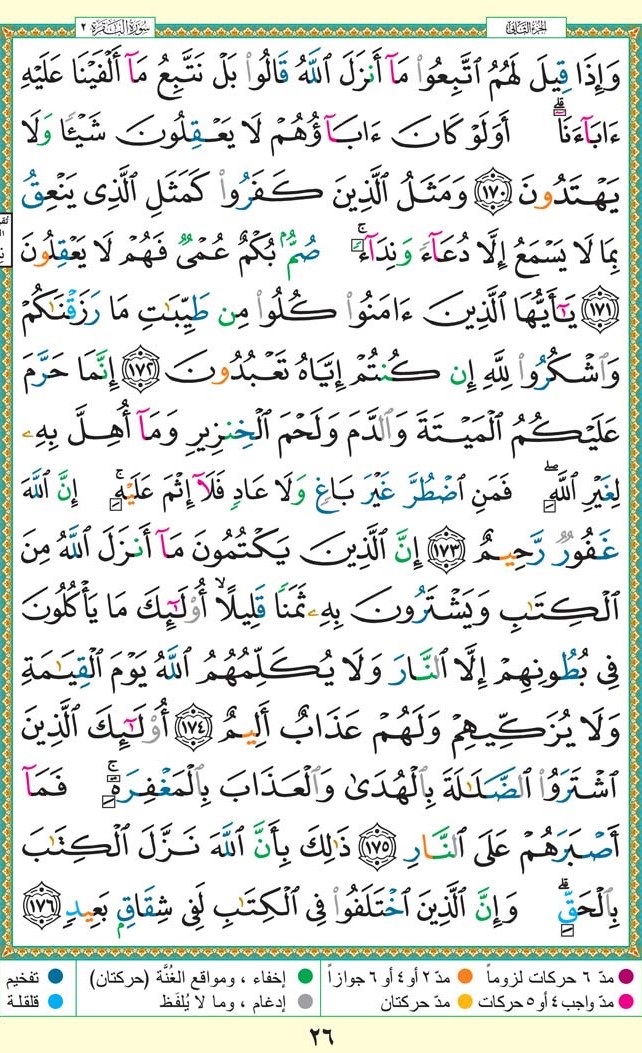 الجزء الثاني
سورة البقرة ٢
وَإِذَا قِيلَ لَهُمُ ٱتَّبِعُوا۟ مَآ أَنزَلَ ٱللَّهُ قَالُوا۟ بَلْ نَتَّبِعُ مَآ أَلْفَيْنَا عَلَيْهِ
ءَابَآءَنَآ ۗ أَوَلَوْ كَانَ ءَابَآؤُهُمْ لَا يَعْقِلُونَ شَيْـًٔا وَلَا
يَهْتَدُونَ ١٧٠ وَمَثَلُ ٱلَّذِينَ كَفَرُوا۟ كَمَثَلِ ٱلَّذِى يَنْعِقُ
بِمَا لَا يَسْمَعُ إِلَّا دُعَآءً وَنِدَآءً ۚ صُمٌّۢ بُكْمٌ عُمْىٌ فَهُمْ لَا يَعْقِلُونَ
١٧١ يَـٰٓأَيُّهَا ٱلَّذِينَ ءَامَنُوا۟ كُلُوا۟ مِن طَيِّبَـٰتِ مَا رَزَقْنَـٰكُمْ
وَٱشْكُرُوا۟ لِلَّهِ إِن كُنتُمْ إِيَّاهُ تَعْبُدُونَ ١٧٢ إِنَّمَا حَرَّمَ
عَلَيْكُمُ ٱلْمَيْتَةَ وَٱلدَّمَ وَلَحْمَ ٱلْخِنزِيرِ وَمَآ أُهِلَّ بِهِۦ
لِغَيْرِ ٱللَّهِ ۖ فَمَنِ ٱضْطُرَّ غَيْرَ بَاغٍ وَلَا عَادٍ فَلَآ إِثْمَ عَلَيْهِ ۚ إِنَّ ٱللَّهَ
غَفُورٌ رَّحِيمٌ ١٧٣ إِنَّ ٱلَّذِينَ يَكْتُمُونَ مَآ أَنزَلَ ٱللَّهُ مِنَ
ٱلْكِتَـٰبِ وَيَشْتَرُونَ بِهِۦ ثَمَنًا قَلِيلًا ۙ أُو۟لَـٰٓئِكَ مَا يَأْكُلُونَ
فِى بُطُونِهِمْ إِلَّا ٱلنَّارَ وَلَا يُكَلِّمُهُمُ ٱللَّهُ يَوْمَ ٱلْقِيَـٰمَةِ
وَلَا يُزَكِّيهِمْ وَلَهُمْ عَذَابٌ أَلِيمٌ ١٧٤ أُو۟لَـٰٓئِكَ ٱلَّذِينَ
ٱشْتَرَوُا۟ ٱلضَّلَـٰلَةَ بِٱلْهُدَىٰ وَٱلْعَذَابَ بِٱلْمَغْفِرَةِ ۚ فَمَآ
أَصْبَرَهُمْ عَلَى ٱلنَّارِ ١٧٥ ذَٰلِكَ بِأَنَّ ٱللَّهَ نَزَّلَ ٱلْكِتَـٰبَ
بِٱلْحَقِّ ۗ وَإِنَّ ٱلَّذِينَ ٱخْتَلَفُوا۟ فِى ٱلْكِتَـٰبِ لَفِى شِقَاقٍۭ بَعِيدٍ ١٧٦
مدّ ٦ حركات لزوماً مدّ ٢ أو ٤ أو ٦ جوازاً إخفاء ، ومواقع الغُنَّة (حركتان) تفخيم
مدّ واجب ٤ أو ٥ حركات مدّ حركتان إدغام ، وما لا يُلفَظ قلقلة
٢٦